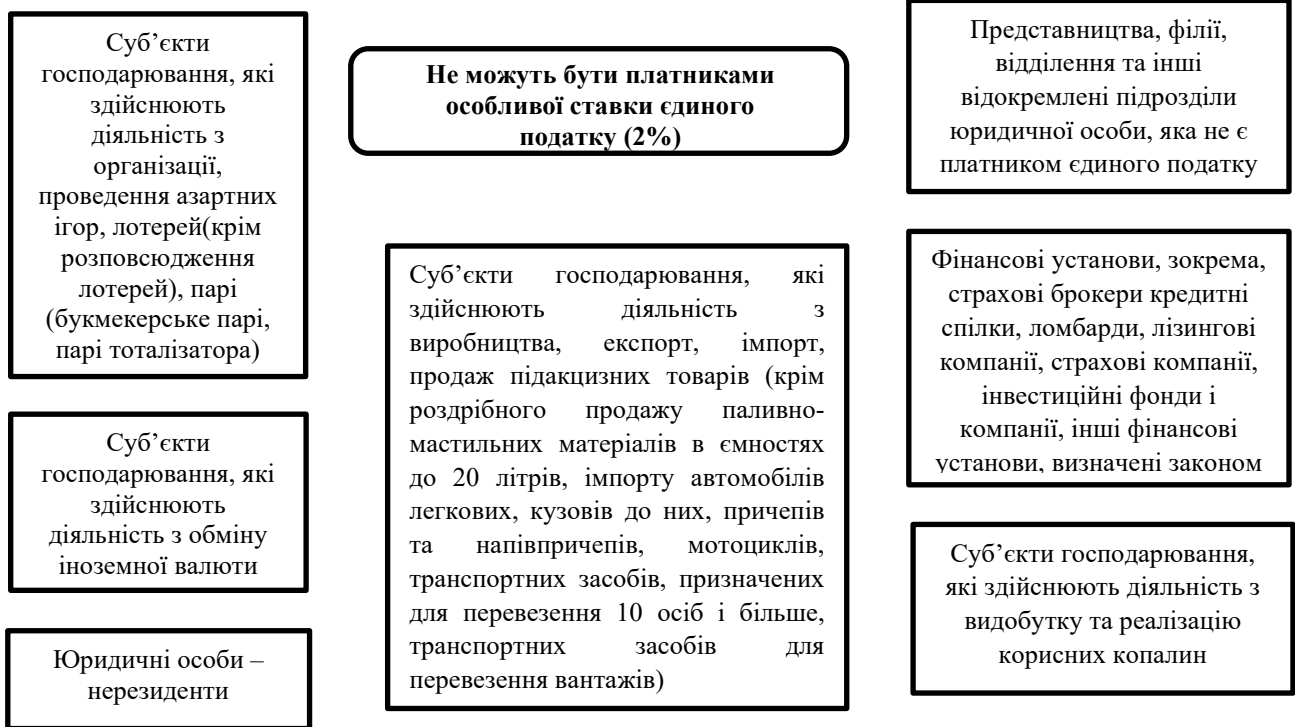 Не можуть бути платниками
особливої ставки єдиного
податку (2%)
Суб’єкти
господарювання, які
здійснюють
діяльність з
організації,
проведення азартних
ігор, лотерей(крім
розповсюдження
лотерей), парі
(букмекерське парі,
парі тоталізатора)
Суб’єкти
господарювання, які
здійснюють
діяльність з обміну
іноземної валюти
Юридичні особи –
нерезиденти
Суб’єкти господарювання, які
здійснюють діяльність з
виробництва, експорт, імпорт,
продаж підакцизних товарів (крім
роздрібного продажу паливно-
мастильних матеріалів в ємностях
до 20 літрів, імпорту автомобілів
легкових, кузовів до них, причепів
та напівпричепів, мотоциклів,
транспортних засобів, призначених
для перевезення 10 осіб і більше,
транспортних засобів для
перевезення вантажів)
Представництва, філії,
відділення та інші
відокремлені підрозділи
юридичної особи, яка не є
платником єдиного податку
Фінансові установи, зокрема,
страхові брокери кредитні
спілки, ломбарди, лізингові
компанії, страхові компанії,
інвестиційні фонди і
компанії, інші фінансові
установи, визначені законом
Суб’єкти господарювання,
які здійснюють діяльність з
видобутку та реалізацію
корисних копалин